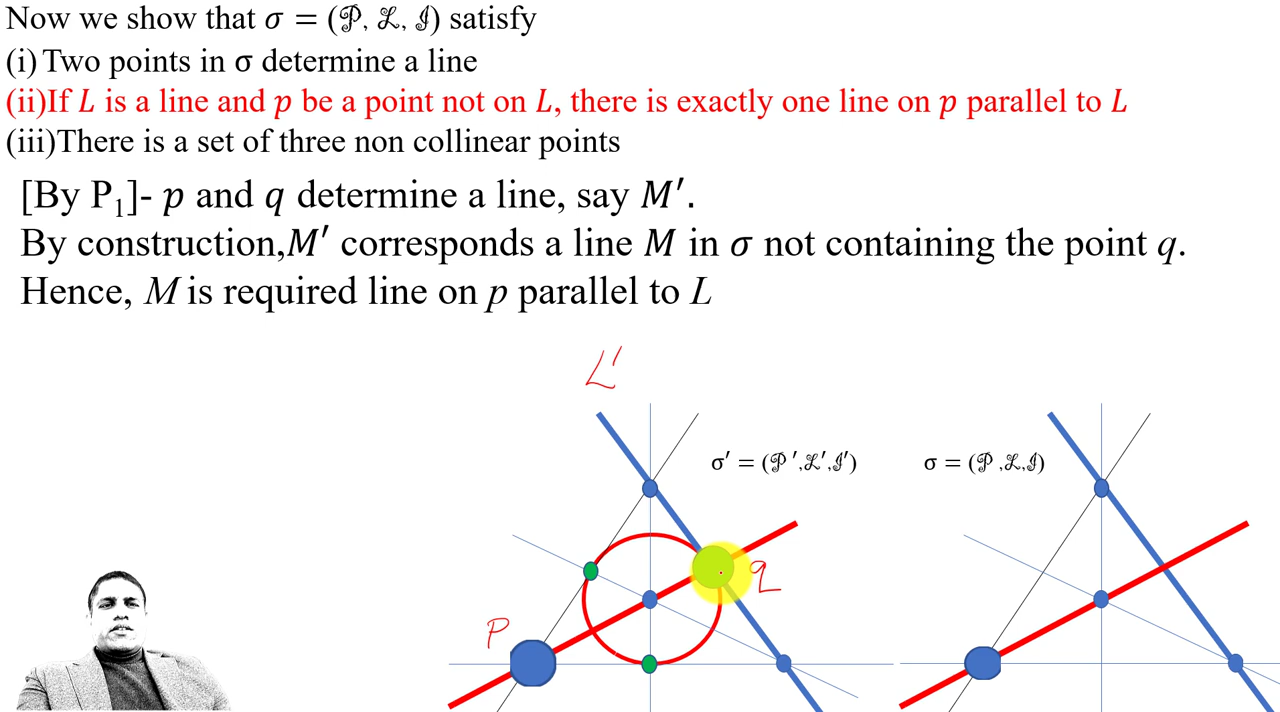 Now we show that σ = (𝒫, ℒ, ℐ) satisfy
(i) Two points in σ determine a line
(ii)If L is a line and p be a point not on L, there is exactly one line on p parallel to L
(iii)There is a set of three non collinear points
[By P₁]- p and q determine a line, say M′.
By construction,M′ corresponds a line M in σ not containing the point q.
Hence, M is required line on p parallel to L
L′
σ′ = (𝒫 ′,ℒ′,ℐ′)
σ = (𝒫 ,ℒ,ℐ)
q
P